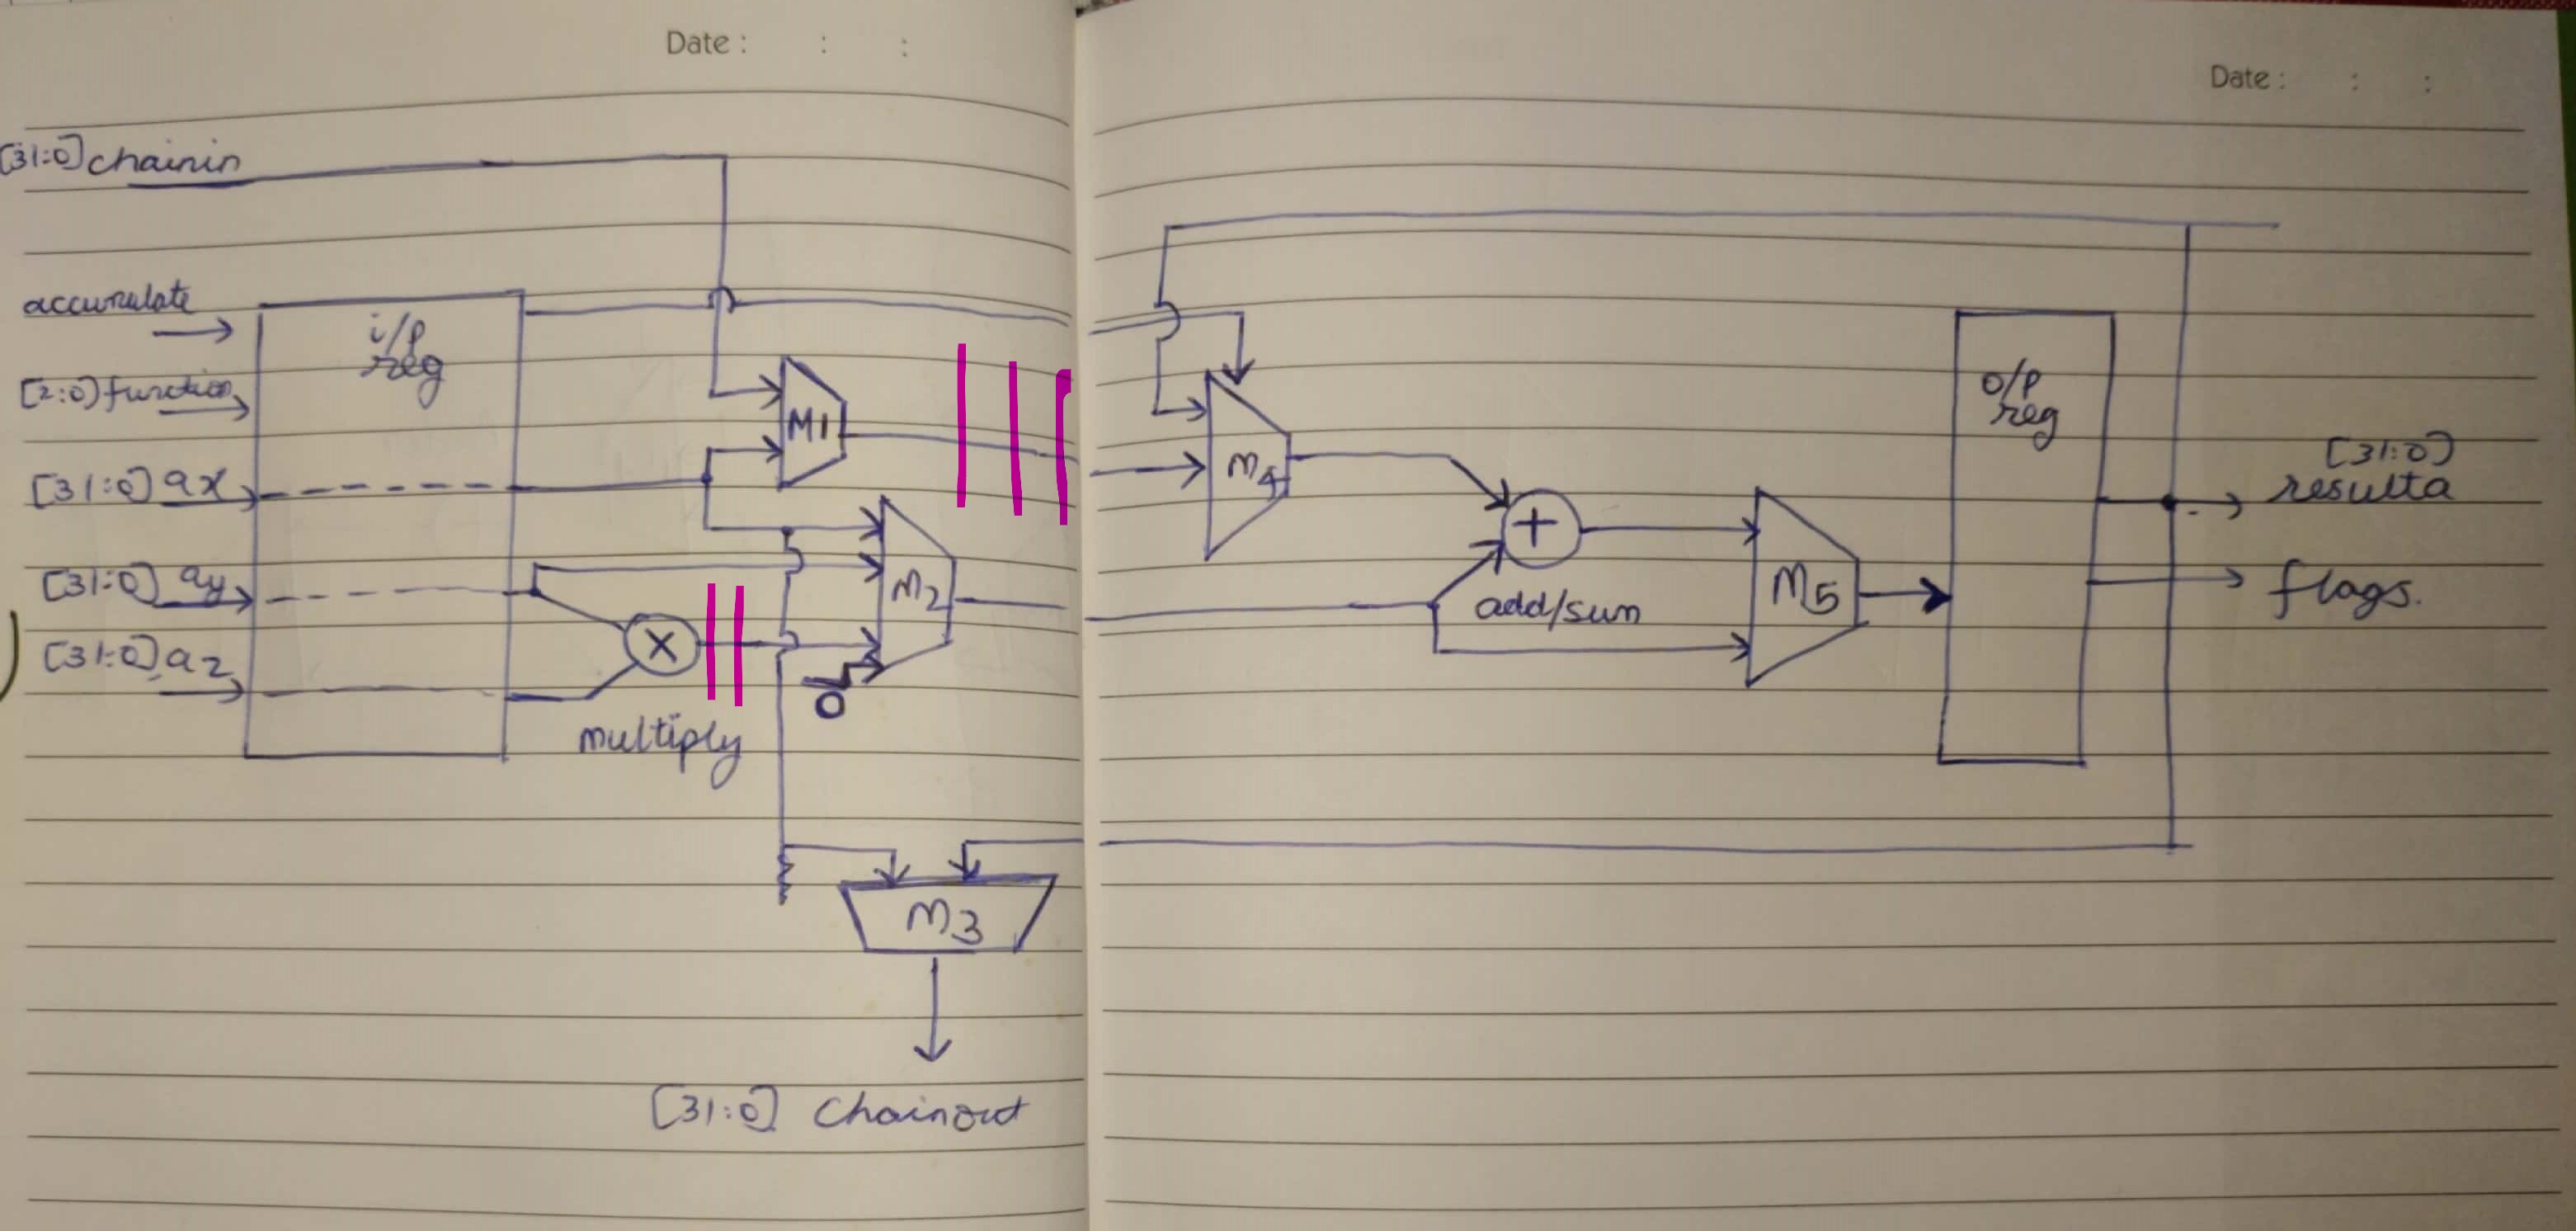 Date : : :
Date : : :
[31:0] chainin
accumulate
i/p
reg
[2:0] function
M1
[31:0] ax
[31:0] ay
M2
[31:0] az
X
0
multiply
M3
[31:0] Chainout
M4
+
add/sum
M5
o/p
reg
[31:0]
resulta
flags.